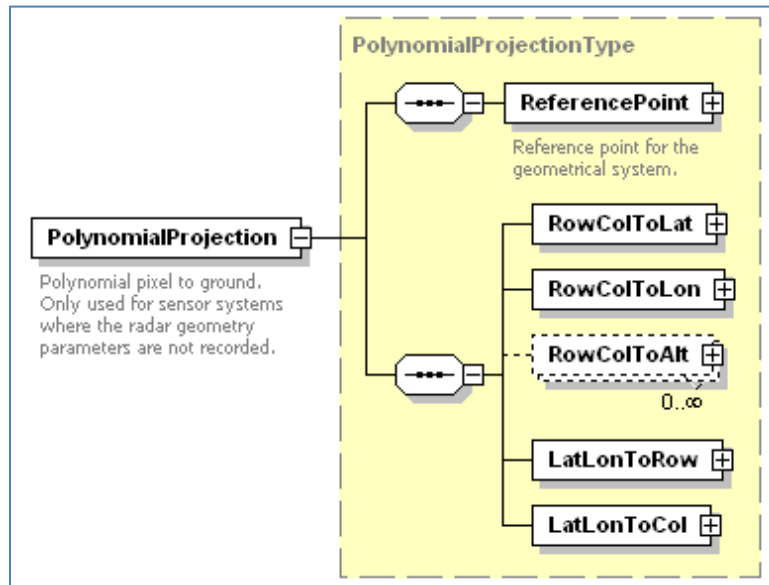 PolynomialProjectionType
ReferencePoint
Reference point for the
geometrical system.
PolynomialProjection
Polynomial pixel to ground.
Only used for sensor systems
where the radar geometry
parameters are not recorded.
RowColToLat
RowColToLon
RowColToAlt
0..∞
LatLonToRow
LatLonToCol